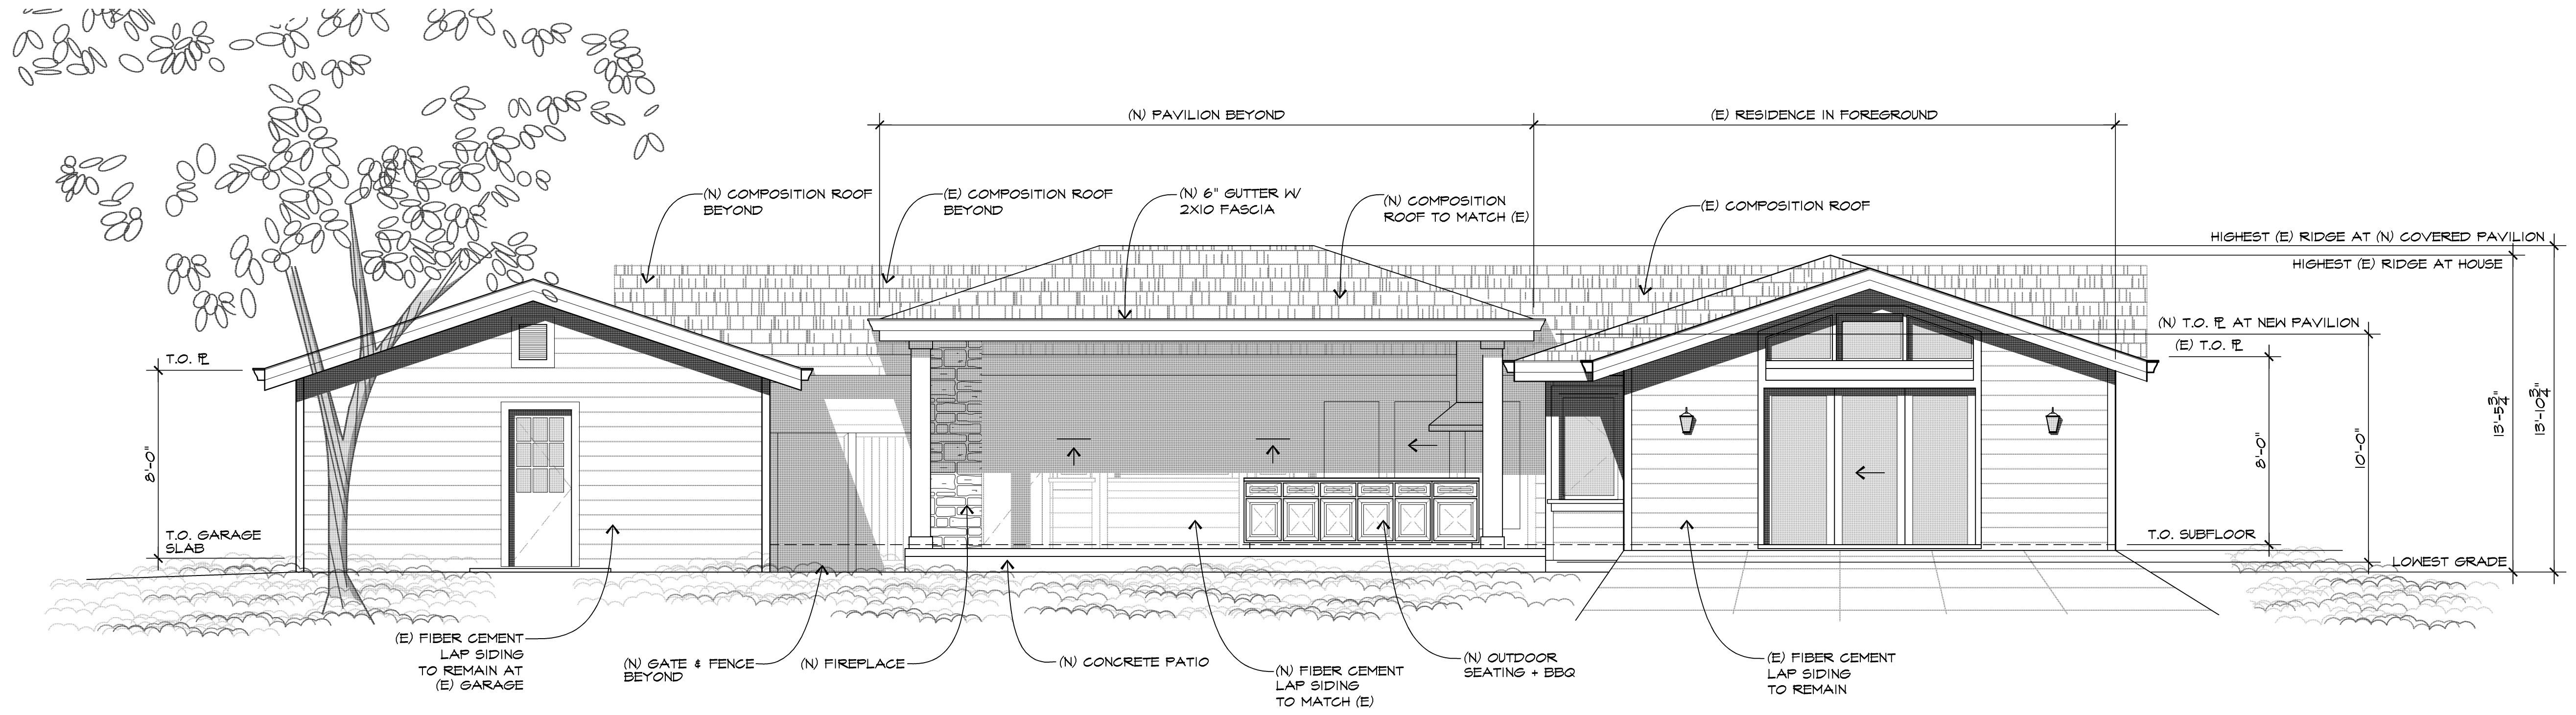 (N) PAVILION BEYOND
(E) RESIDENCE IN FOREGROUND
(N) COMPOSITION ROOF
BEYOND
(E) COMPOSITION ROOF
BEYOND
(N) 6" GUTTER W/
2X10 FASCIA
(N) COMPOSITION
ROOF TO MATCH (E)
(E) COMPOSITION ROOF
HIGHEST (E) RIDGE AT (N) COVERED PAVILION
HIGHEST (E) RIDGE AT HOUSE
(N) T.O. PL AT NEW PAVILION
(E) T.O. PL
T.O. PL
8'-0"
T.O. GARAGE
SLAB
8'-0"
10'-0"
13'-5 3/4"
13'-10 3/4"
T.O. SUBFLOOR
LOWEST GRADE
(E) FIBER CEMENT
LAP SIDING
TO REMAIN AT
(E) GARAGE
(N) GATE & FENCE
BEYOND
(N) FIREPLACE
(N) CONCRETE PATIO
(N) FIBER CEMENT
LAP SIDING
TO MATCH (E)
(N) OUTDOOR
SEATING + BBQ
(E) FIBER CEMENT
LAP SIDING
TO REMAIN